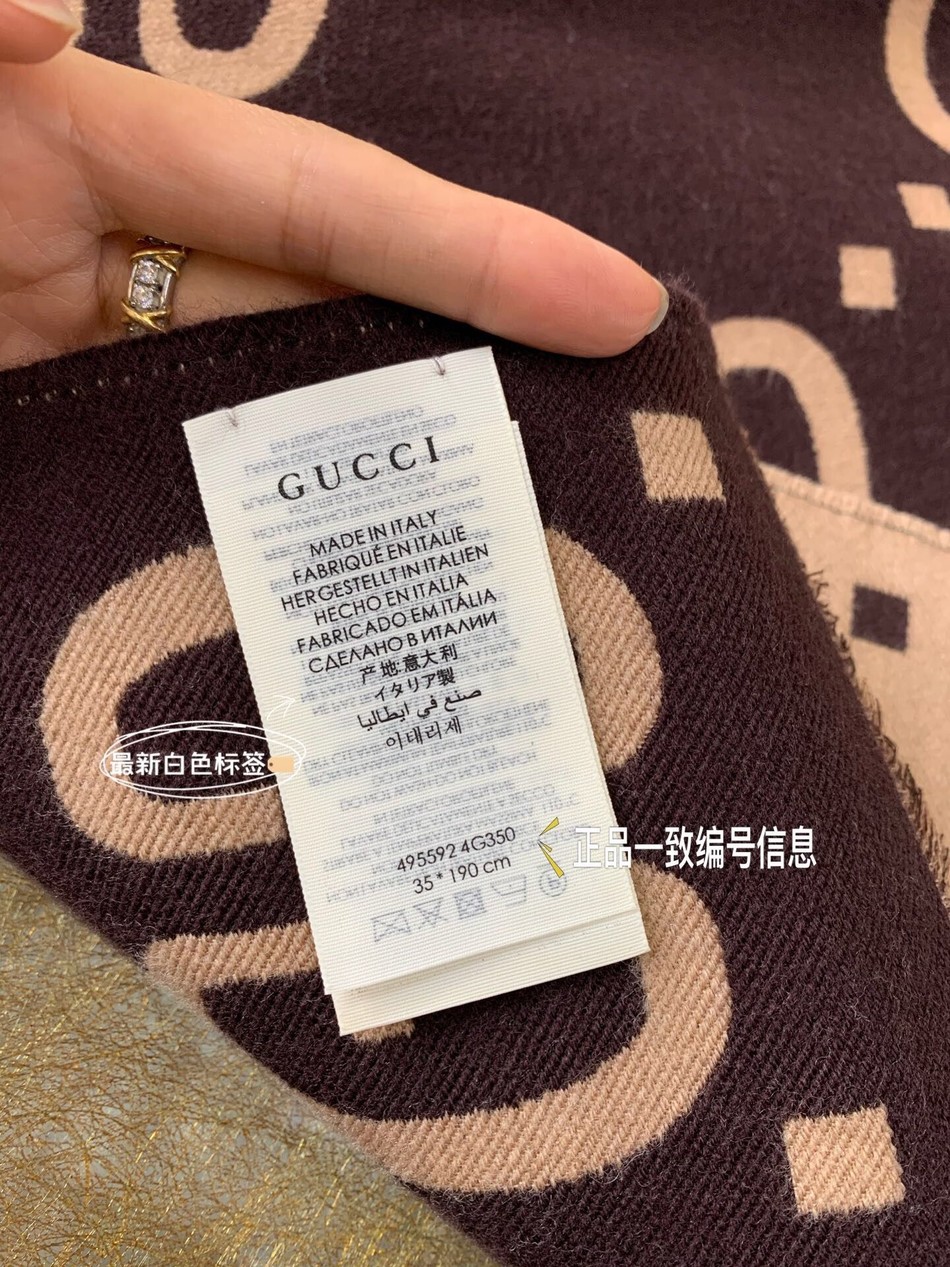 GUCCI
MADE IN ITALY
FABRIQUÉ EN ITALIE
HERGESTELLT IN ITALIEN
HECHO EN ITALIA
FABRICADO EM ITÁLIA
СДЕЛАНО В ИТАЛИИ
产地:意大利
イタリア製
صنع في ايطاليا
이테리세
最新白色标签
495592 4G350
正品一致编号信息
35* 190 cm